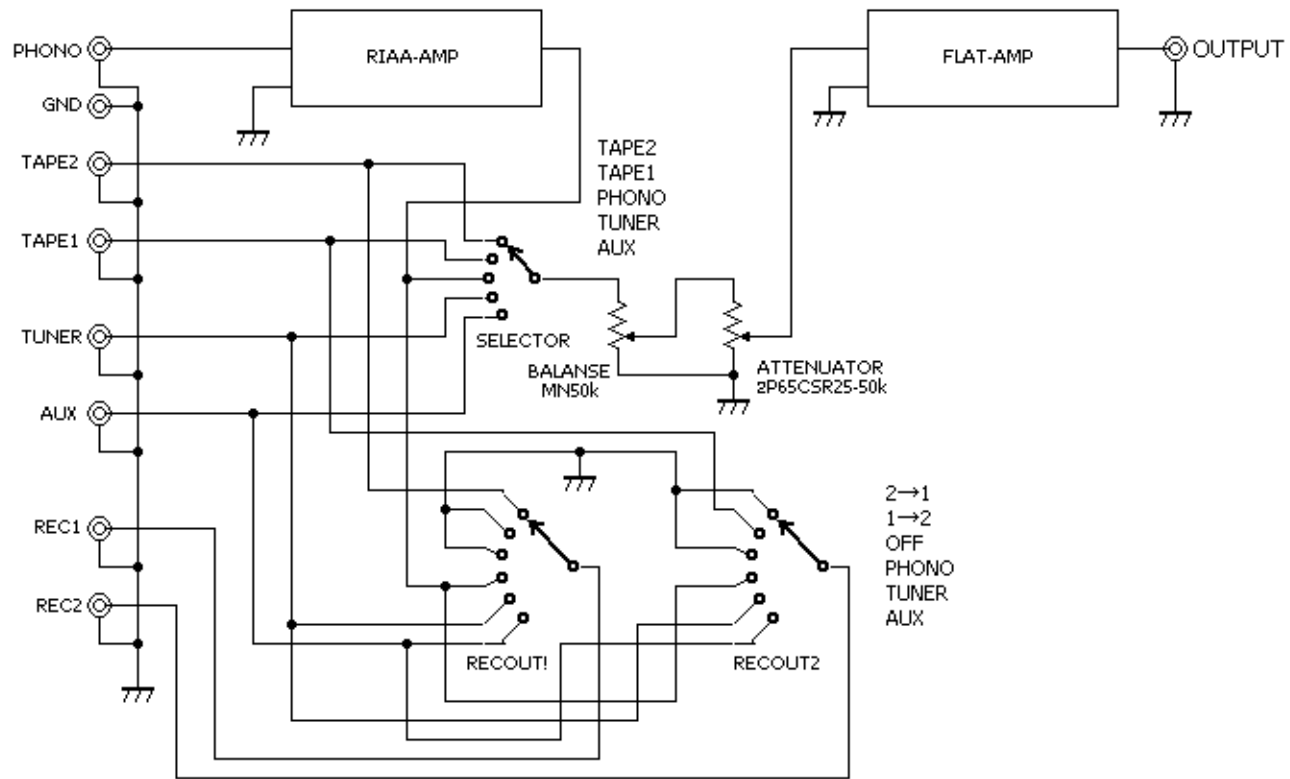 PHONO
RIAA-AMP
FLAT-AMP
OUTPUT
GND
TAPE2
TAPE2
TAPE1
PHONO
TUNER
AUX
TAPE1
TUNER
SELECTOR
BALANSE
MN50k
ATTENUATOR
2P65CSR25-50k
AUX
2→1
1→2
OFF
PHONO
TUNER
AUX
REC1
REC2
RECOUT!
RECOUT2